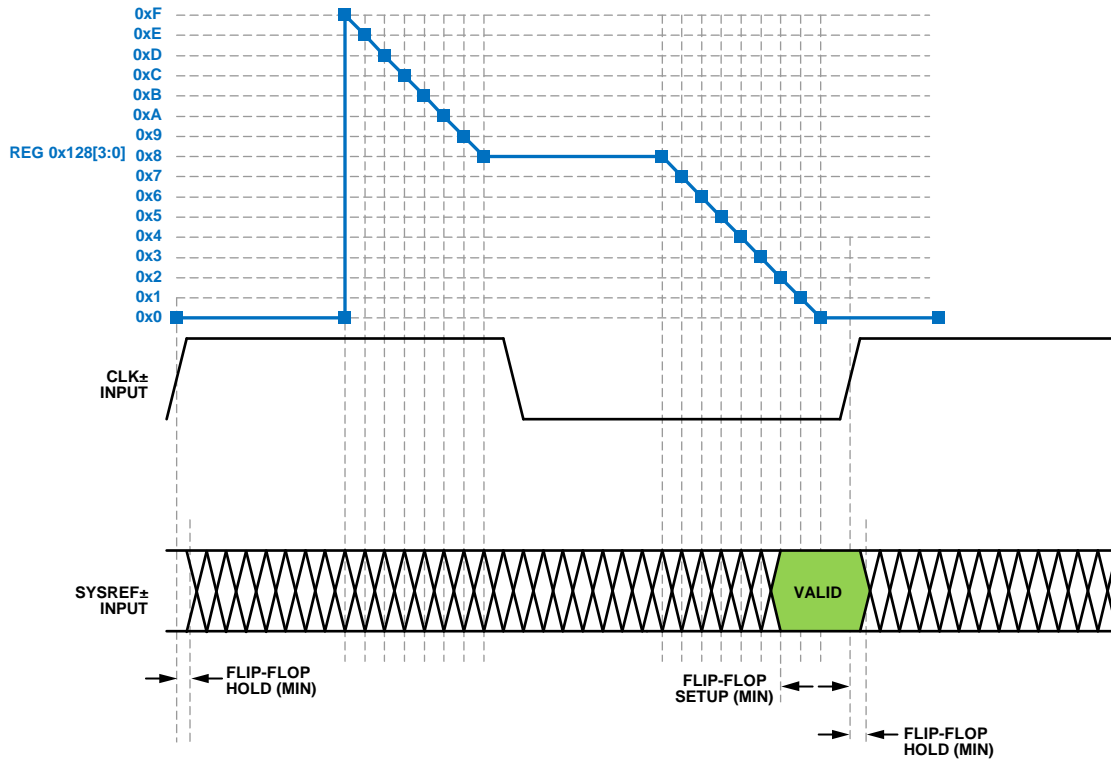 0xF
0xE
0xD
0xC
0xB
0xA
0x9
REG 0x128[3:0] 0x8
0x7
0x6
0x5
0x4
0x3
0x2
0x1
0x0
CLK±
INPUT
SYSREF±
INPUT
VALID
FLIP-FLOP
HOLD (MIN)
FLIP-FLOP
SETUP (MIN)
FLIP-FLOP
HOLD (MIN)